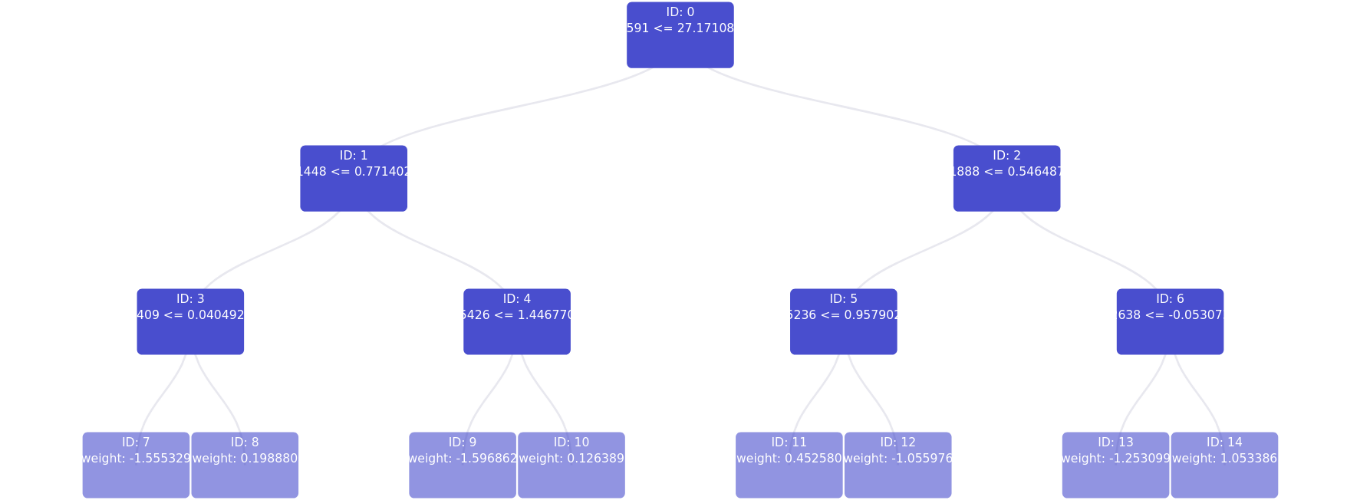 ID: 0
591 <= 27.17108
ID: 1
1448 <= 0.771402
ID: 2
1888 <= 0.546487
ID: 3
409 <= 0.040492
ID: 4
5426 <= 1.446770
ID: 5
5236 <= 0.957902
ID: 6
638 <= -0.05307
ID: 7
weight: -1.555329
ID: 8
weight: 0.198880
ID: 9
weight: -1.596862
ID: 10
weight: 0.126389
ID: 11
weight: 0.452580
ID: 12
weight: -1.055976
ID: 13
weight: -1.253099
ID: 14
weight: 1.053386